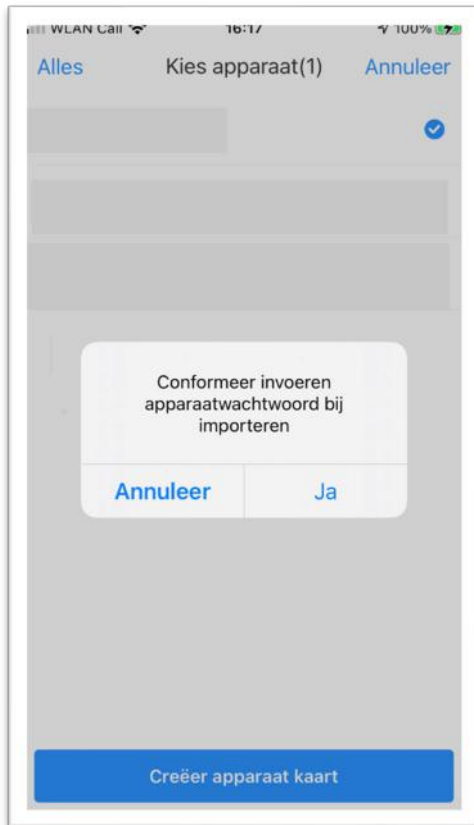 WLAN Call 16:17 100%
Alles Kies apparaat(1) Annuleer
Conformeer invoeren
apparaatwachtwoord bij
importeren
Annuleer Ja
Creëer apparaat kaart